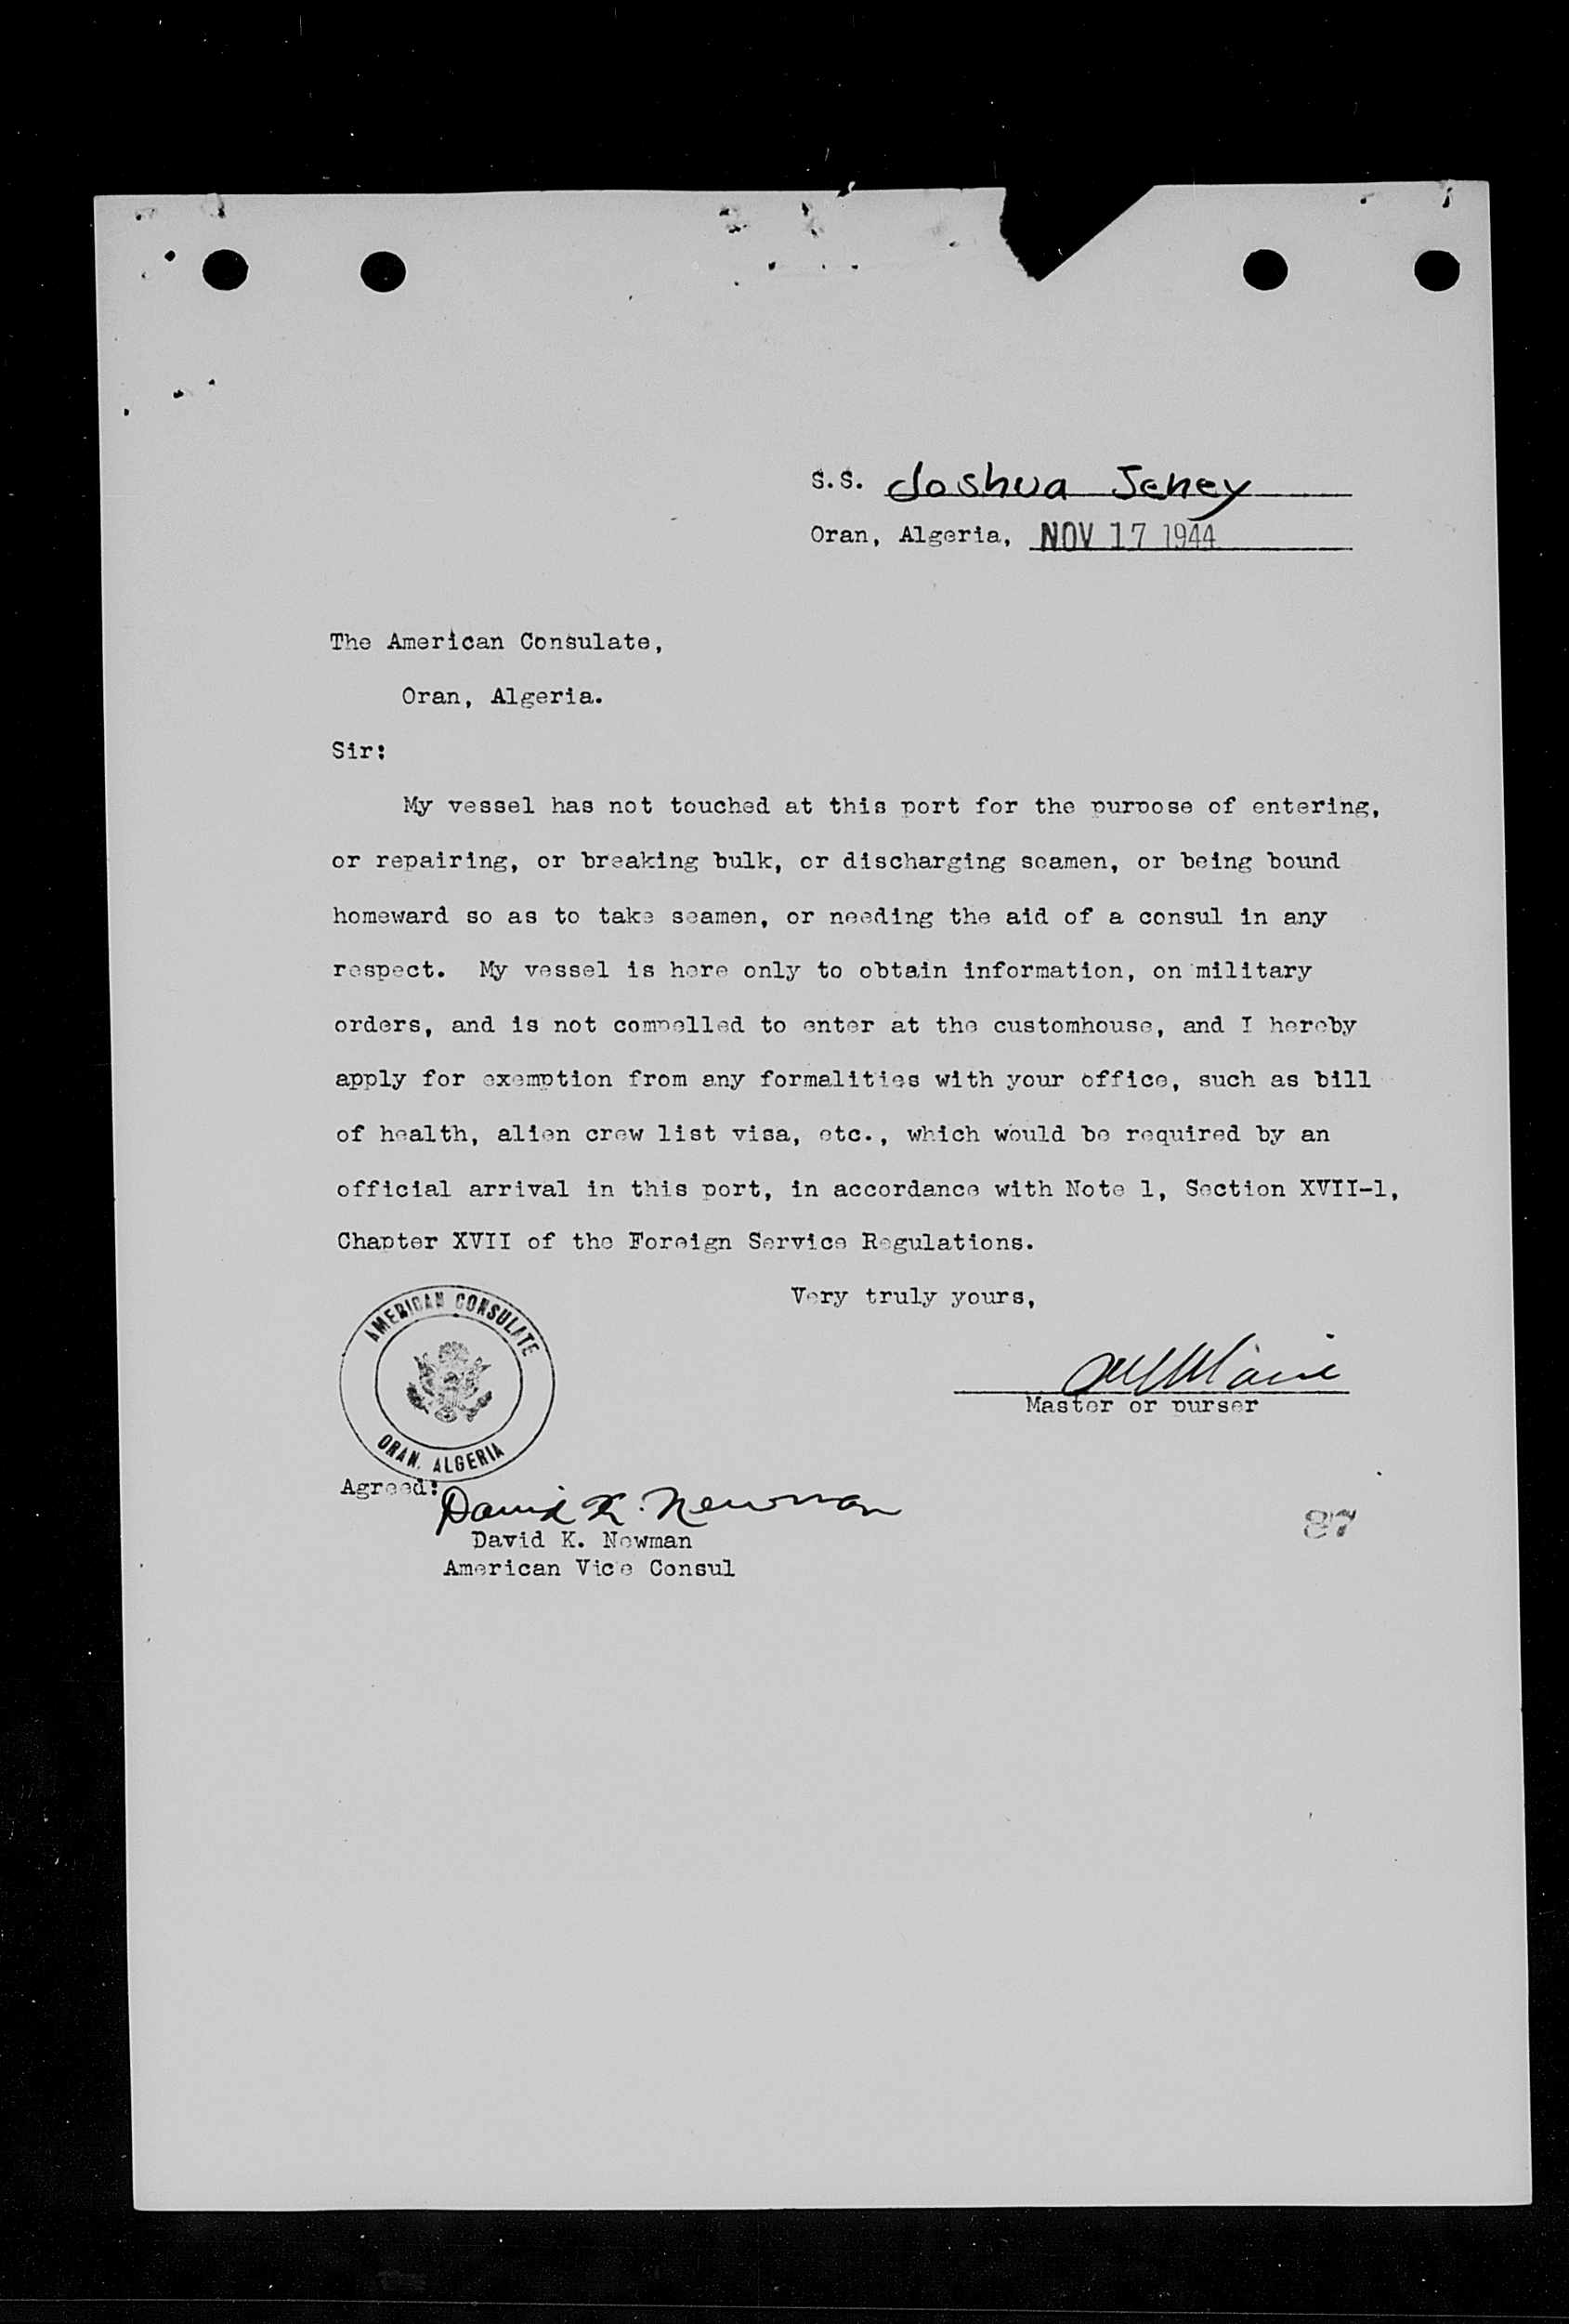 S.S. Joshua Seney
Oran, Algeria, NOV 17 1944
The American Consulate,
Oran, Algeria.
Sir:
My vessel has not touched at this port for the purpose of entering,
or repairing, or breaking bulk, or discharging seamen, or being bound
homeward so as to take seamen, or needing the aid of a consul in any
respect. My vessel is here only to obtain information, on military
orders, and is not compelled to enter at the customhouse, and I hereby
apply for exemption from any formalities with your office, such as bill
of health, alien crew list visa, etc., which would be required by an
official arrival in this port, in accordance with Note 1, Section XVII-1,
Chapter XVII of the Foreign Service Regulations.
Very truly yours,
Master or purser
AMERICAN CONSULATE
ORAN, ALGERIA
Agreed: David K. Newman
David K. Newman
American Vice Consul
87